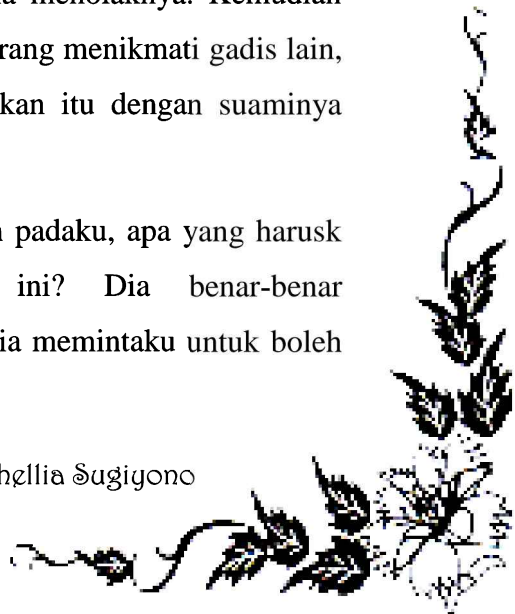 menolaknya. Kemudian
rang menikmati gadis lain,
kan itu dengan suaminya
padaku, apa yang harusk
ini? Dia benar-benar
ia memintaku untuk boleh
hellia Sugiyono